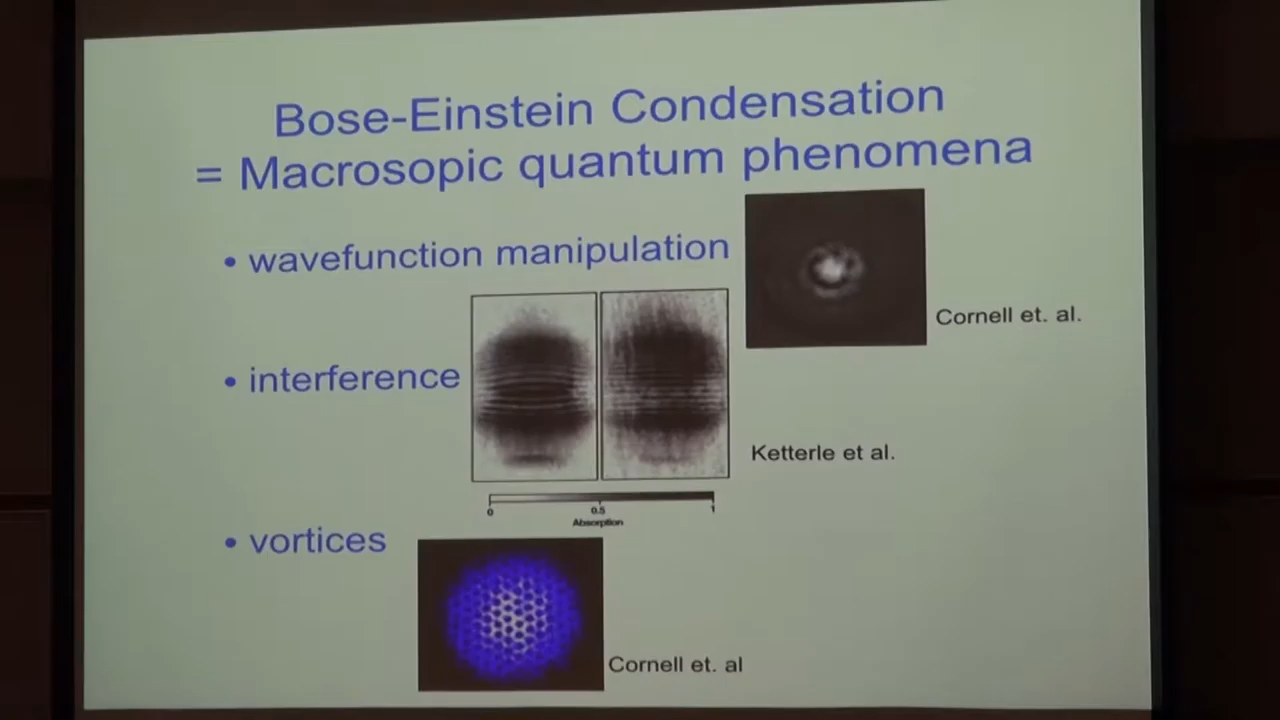 Bose-Einstein Condensation
= Macrosopic quantum phenomena
• wavefunction manipulation
Cornell et. al.
• interference
Ketterle et al.
0 0.5 1
Absorption
• vortices
Cornell et. al